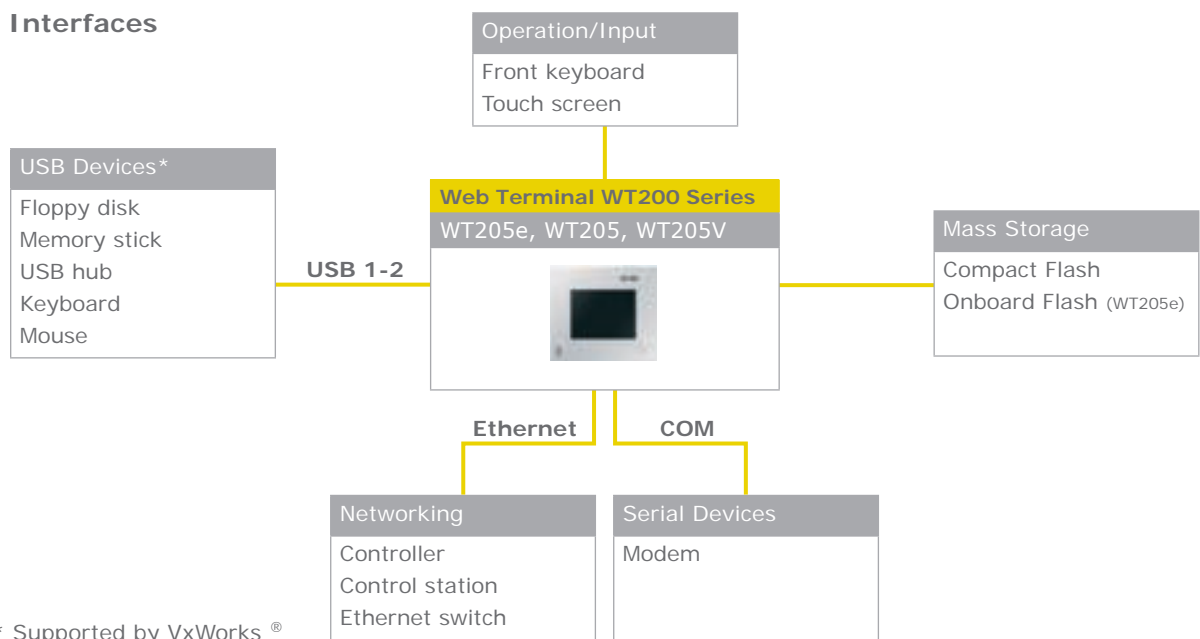 Interfaces
Operation/Input
Front keyboard
Touch screen
USB Devices*
Floppy disk
Memory stick
USB hub
Keyboard
Mouse
USB 1-2
Web Terminal WT200 Series
WT205e, WT205, WT205V
Mass Storage
Compact Flash
Onboard Flash (WT205e)
Ethernet
COM
Networking
Controller
Control station
Ethernet switch
Serial Devices
Modem
* Supported by VxWorks ®